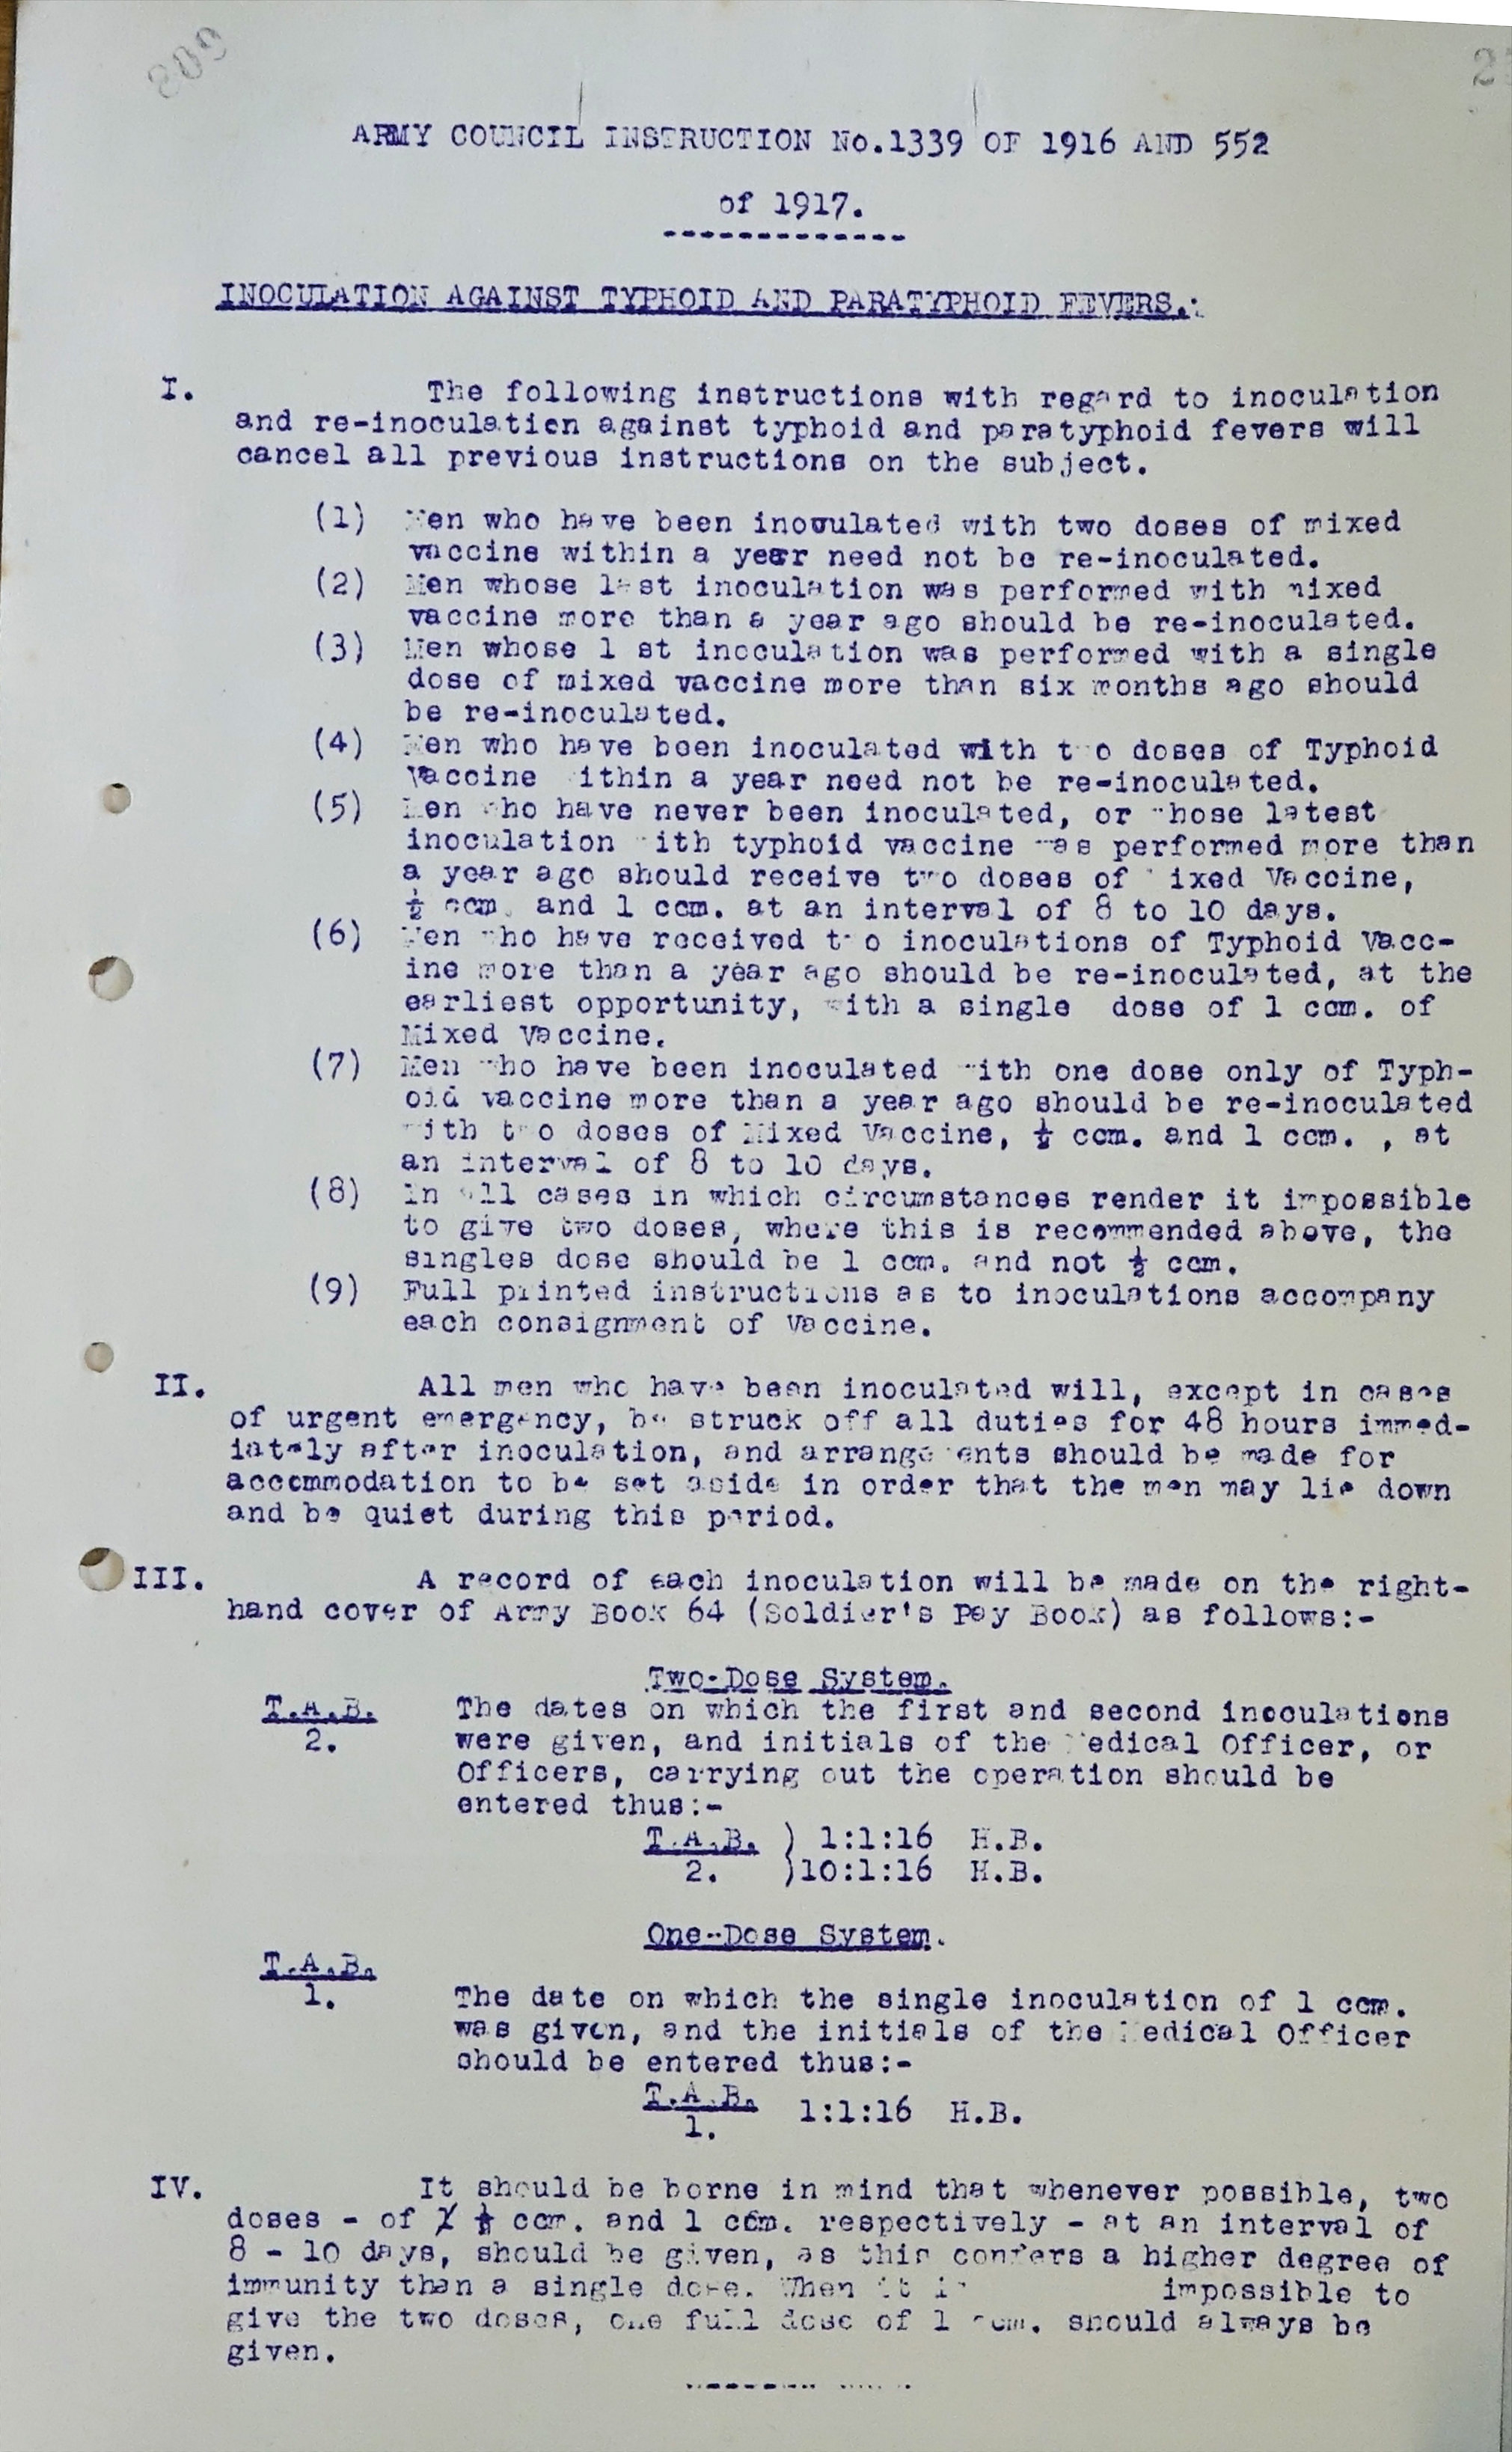 809
2
ARMY COUNCIL INSTRUCTION No.1339 OF 1916 AND 552
of 1917.
INOCULATION AGAINST TYPHOID AND PARATYPHOID FEVERS.:
I. The following instructions with regard to inoculation
and re-inoculation against typhoid and paratyphoid fevers will
cancel all previous instructions on the subject.
(1) Men who have been inovulated with two doses of mixed
vaccine within a year need not be re-inoculated.
(2) Men whose last inoculation was performed with mixed
vaccine more than a year ago should be re-inoculated.
(3) Men whose l st inoculation was performed with a single
dose of mixed vaccine more than six months ago should
be re-inoculated.
(4) Men who have been inoculated with two doses of Typhoid
Vaccine within a year need not be re-inoculated.
(5) Men who have never been inoculated, or whose latest
inoculation with typhoid vaccine was performed more than
a year ago should receive two doses of Mixed Vaccine,
½ ccm. and 1 ccm. at an interval of 8 to 10 days.
(6) Men who have received two inoculations of Typhoid Vacc-
ine more than a year ago should be re-inoculated, at the
earliest opportunity, with a single dose of 1 ccm. of
Mixed Vaccine.
(7) Men who have been inoculated with one dose only of Typh-
oid vaccine more than a year ago should be re-inoculated
with two doses of Mixed Vaccine, ½ ccm. and 1 ccm. , at
an interval of 8 to 10 days.
(8) In all cases in which circumstances render it impossible
to give two doses, where this is recommended above, the
singles dose should be 1 ccm. and not ½ ccm.
(9) Full printed instructions as to inoculations accompany
each consignment of Vaccine.
II. All men who have been inoculated will, except in cases
of urgent emergency, be struck off all duties for 48 hours immed-
iately after inoculation, and arrangements should be made for
accommodation to be set aside in order that the men may lie down
and be quiet during this period.
III. A record of each inoculation will be made on the right-
hand cover of Army Book 64 (Soldier's Pay Book) as follows:-
Two-Dose System.
T.A.B. The dates on which the first and second inoculations
2. were given, and initials of the Medical Officer, or
Officers, carrying out the operation should be
entered thus:-
T.A.B. ) 1:1:16 H.B.
2. )10:1:16 H.B.
One-Dose System.
T.A.B.
1. The date on which the single inoculation of 1 ccm.
was given, and the initials of the Medical Officer
should be entered thus:-
T.A.B. 1:1:16 H.B.
1.
IV. It should be borne in mind that whenever possible, two
doses - of ½ ccm. and 1 ccm. respectively - at an interval of
8 - 10 days, should be given, as this confers a higher degree of
immunity than a single dose. When it is impossible to
give the two doses, one full dose of 1 ccm. should always be
given.